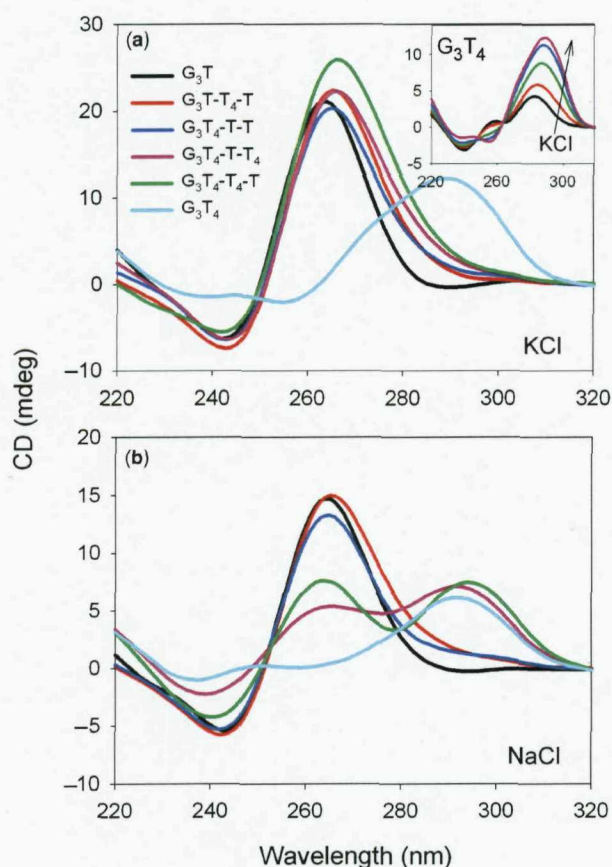 (a)
30
20
10
0
–10
220 240 260 280 300 320
G₃T
G₃T-T₄-T
G₃T₄-T-T
G₃T₄-T-T₄
G₃T₄-T₄-T
G₃T₄
KCl
G₃T₄
10
5
0
-5
220 260 300
KCl
CD (mdeg)
(b)
20
15
10
5
0
–5
–10
220 240 260 280 300 320
NaCl
Wavelength (nm)